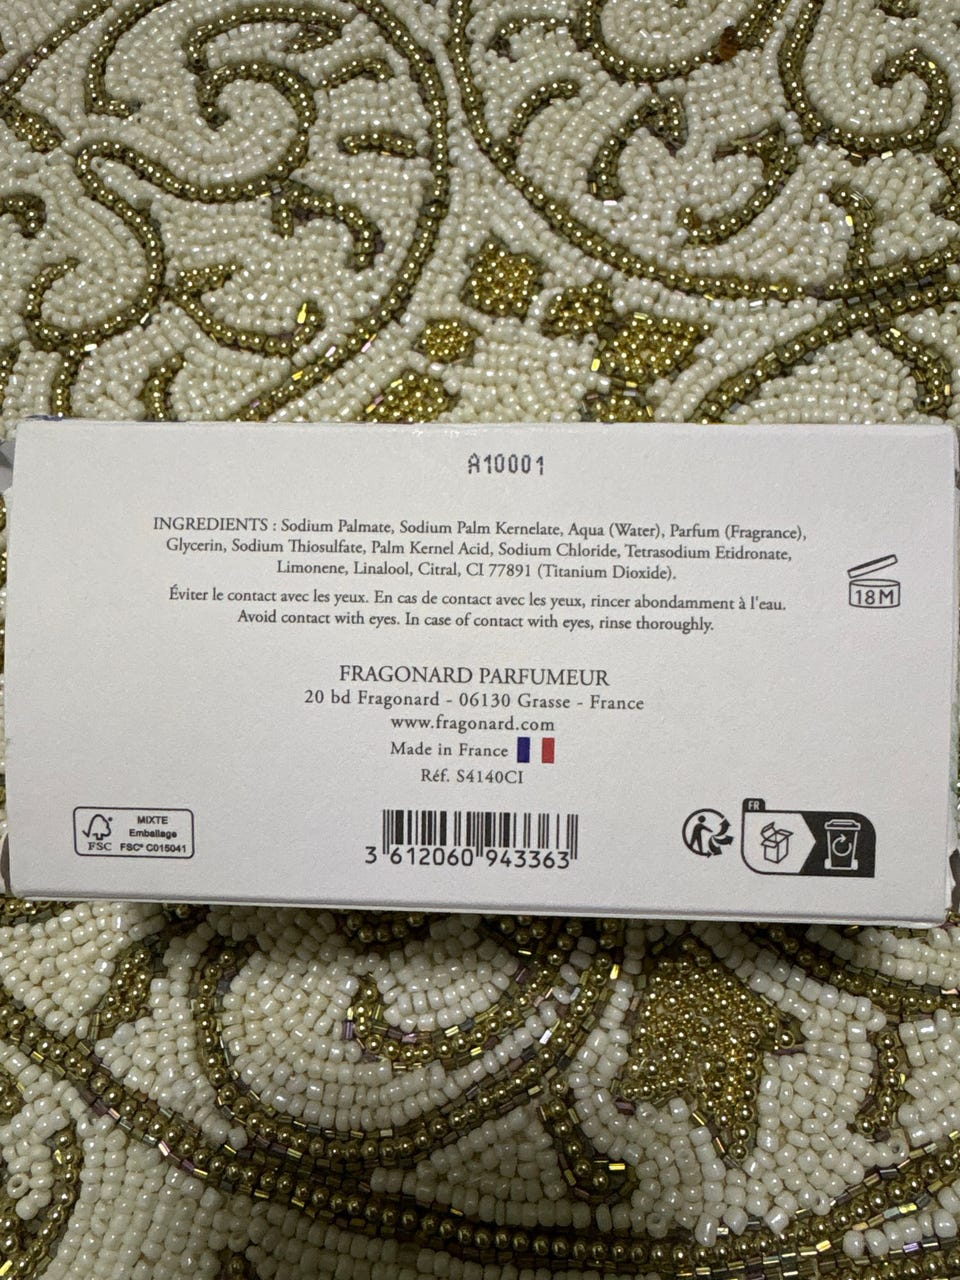 A10001
INGREDIENTS : Sodium Palmate, Sodium Palm Kernelate, Aqua (Water), Parfum (Fragrance),
Glycerin, Sodium Thiosulfate, Palm Kernel Acid, Sodium Chloride, Tetrasodium Etidronate,
Limonene, Linalool, Citral, CI 77891 (Titanium Dioxide).
Éviter le contact avec les yeux. En cas de contact avec les yeux, rincer abondamment à l'eau.
Avoid contact with eyes. In case of contact with eyes, rinse thoroughly.
18M
FRAGONARD PARFUMEUR
20 bd Fragonard - 06130 Grasse - France
www.fragonard.com
Made in France
Réf. S4140CI
MIXTE
Emballage
FSC FSC® C015041
3 612060 943363
FR